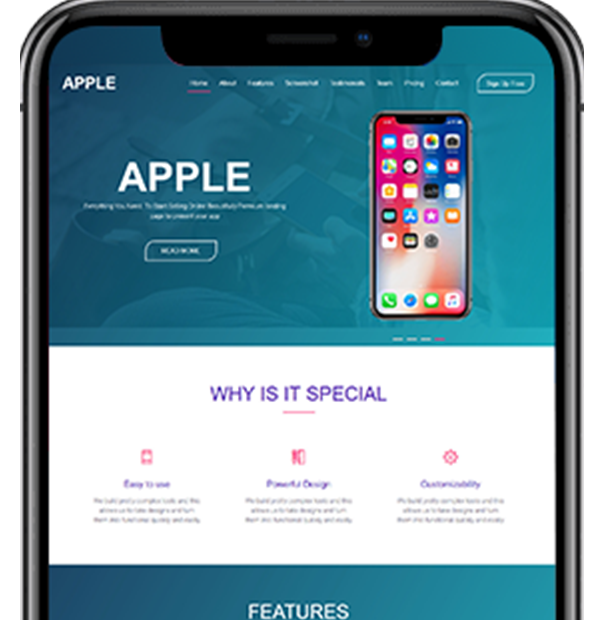 APPLE
Home About Features Screenshot Testimonials Team Pricing Contact Sign Up Free
APPLE
Everything You Need To Start Selling Online Beautifully Premium landing
page to present your app
READ MORE
WHY IS IT SPECIAL
Easy to use Powerful Design Customizability
We build pretty complex tools and this We build pretty complex tools and this We build pretty complex tools and this
allows us to take designs and turn allows us to take designs and turn allows us to take designs and turn
them into functional quickly and easily them into functional quickly and easily them into functional quickly and easily
FEATURES